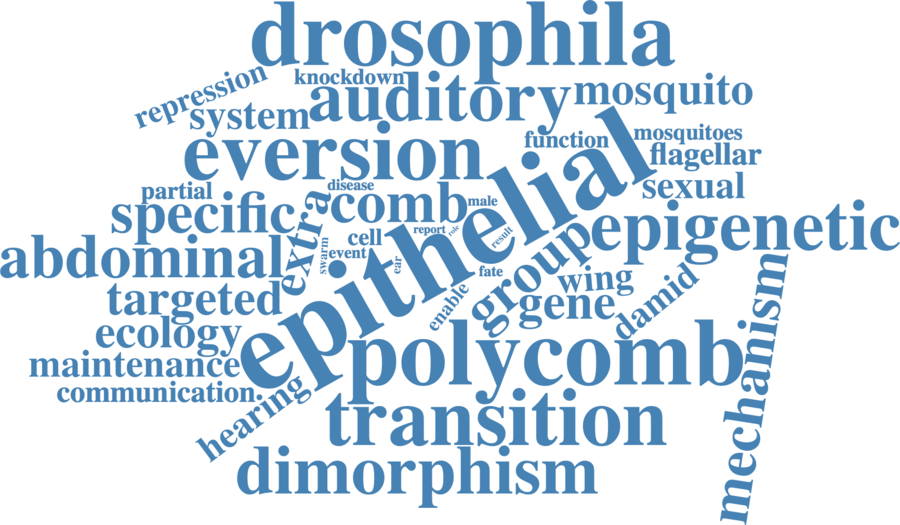 drosophila
knockdown
repression
auditory
mosquito
system
mosquitoes
function
eversion
flagellar
epithelial
sexual
disease
partial
specific
extra
comb
male
report
role
result
cell
epigenetic
group
abdominal
swarm
event
ear
fate
wing
targeted
gene
enable
damid
ecology
polycomb
mechanism
maintenance
communication
hearing
transition
dimorphism